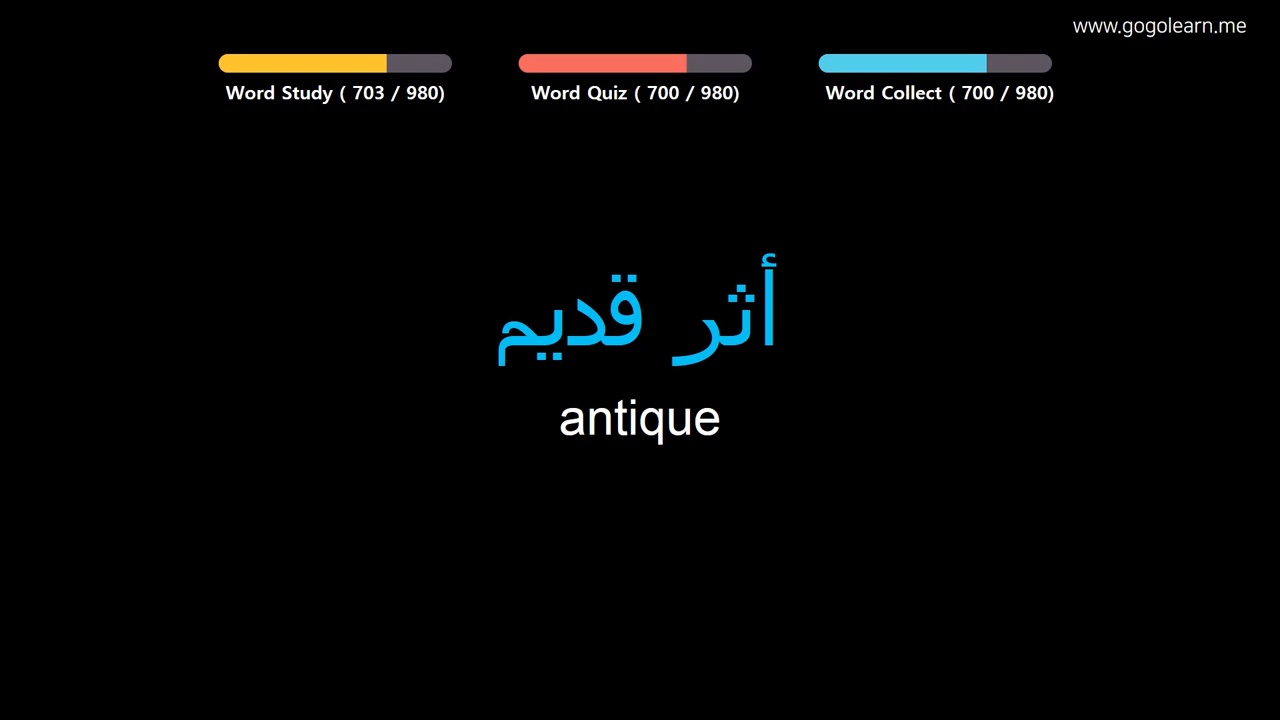 www.gogolearn.me
Word Study ( 703 / 980)
Word Quiz ( 700 / 980)
Word Collect ( 700 / 980)
أثر قديم
antique